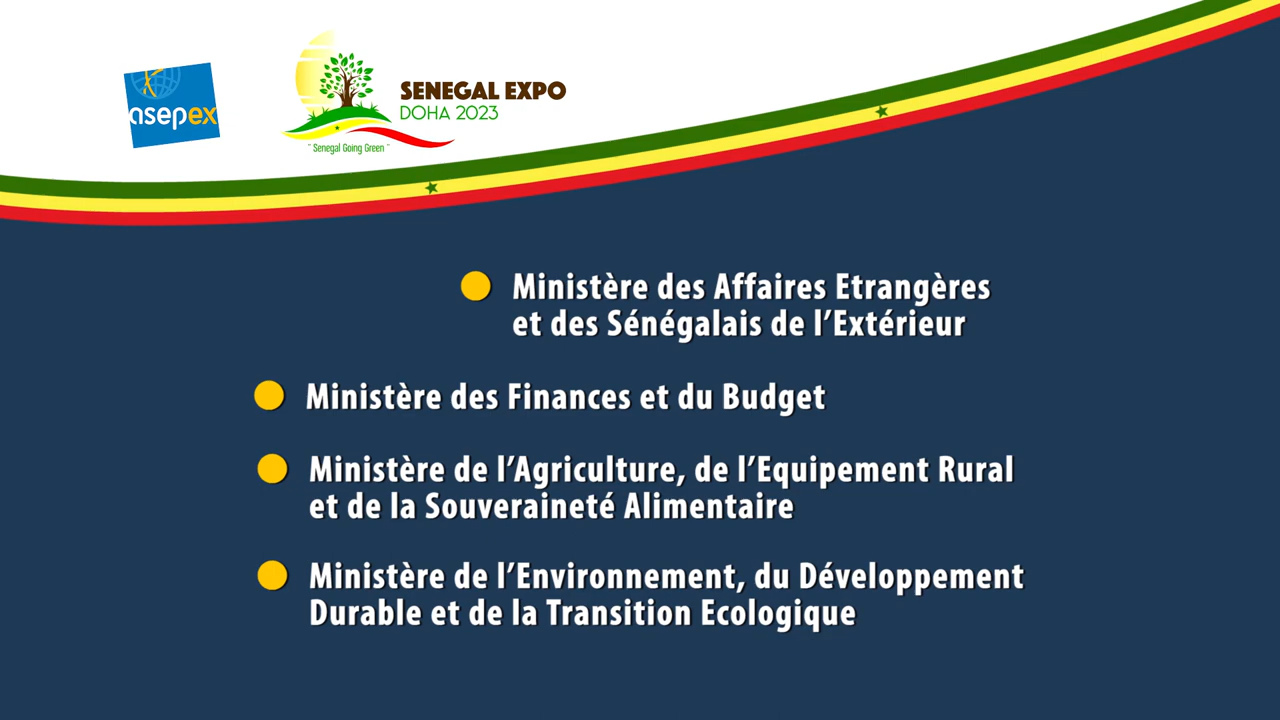 asepex
SENEGAL EXPO
DOHA 2023
" Senegal Going Green "
Ministère des Affaires Etrangères
et des Sénégalais de l'Extérieur
Ministère des Finances et du Budget
Ministère de l'Agriculture, de l'Equipement Rural
et de la Souveraineté Alimentaire
Ministère de l'Environnement, du Développement
Durable et de la Transition Ecologique